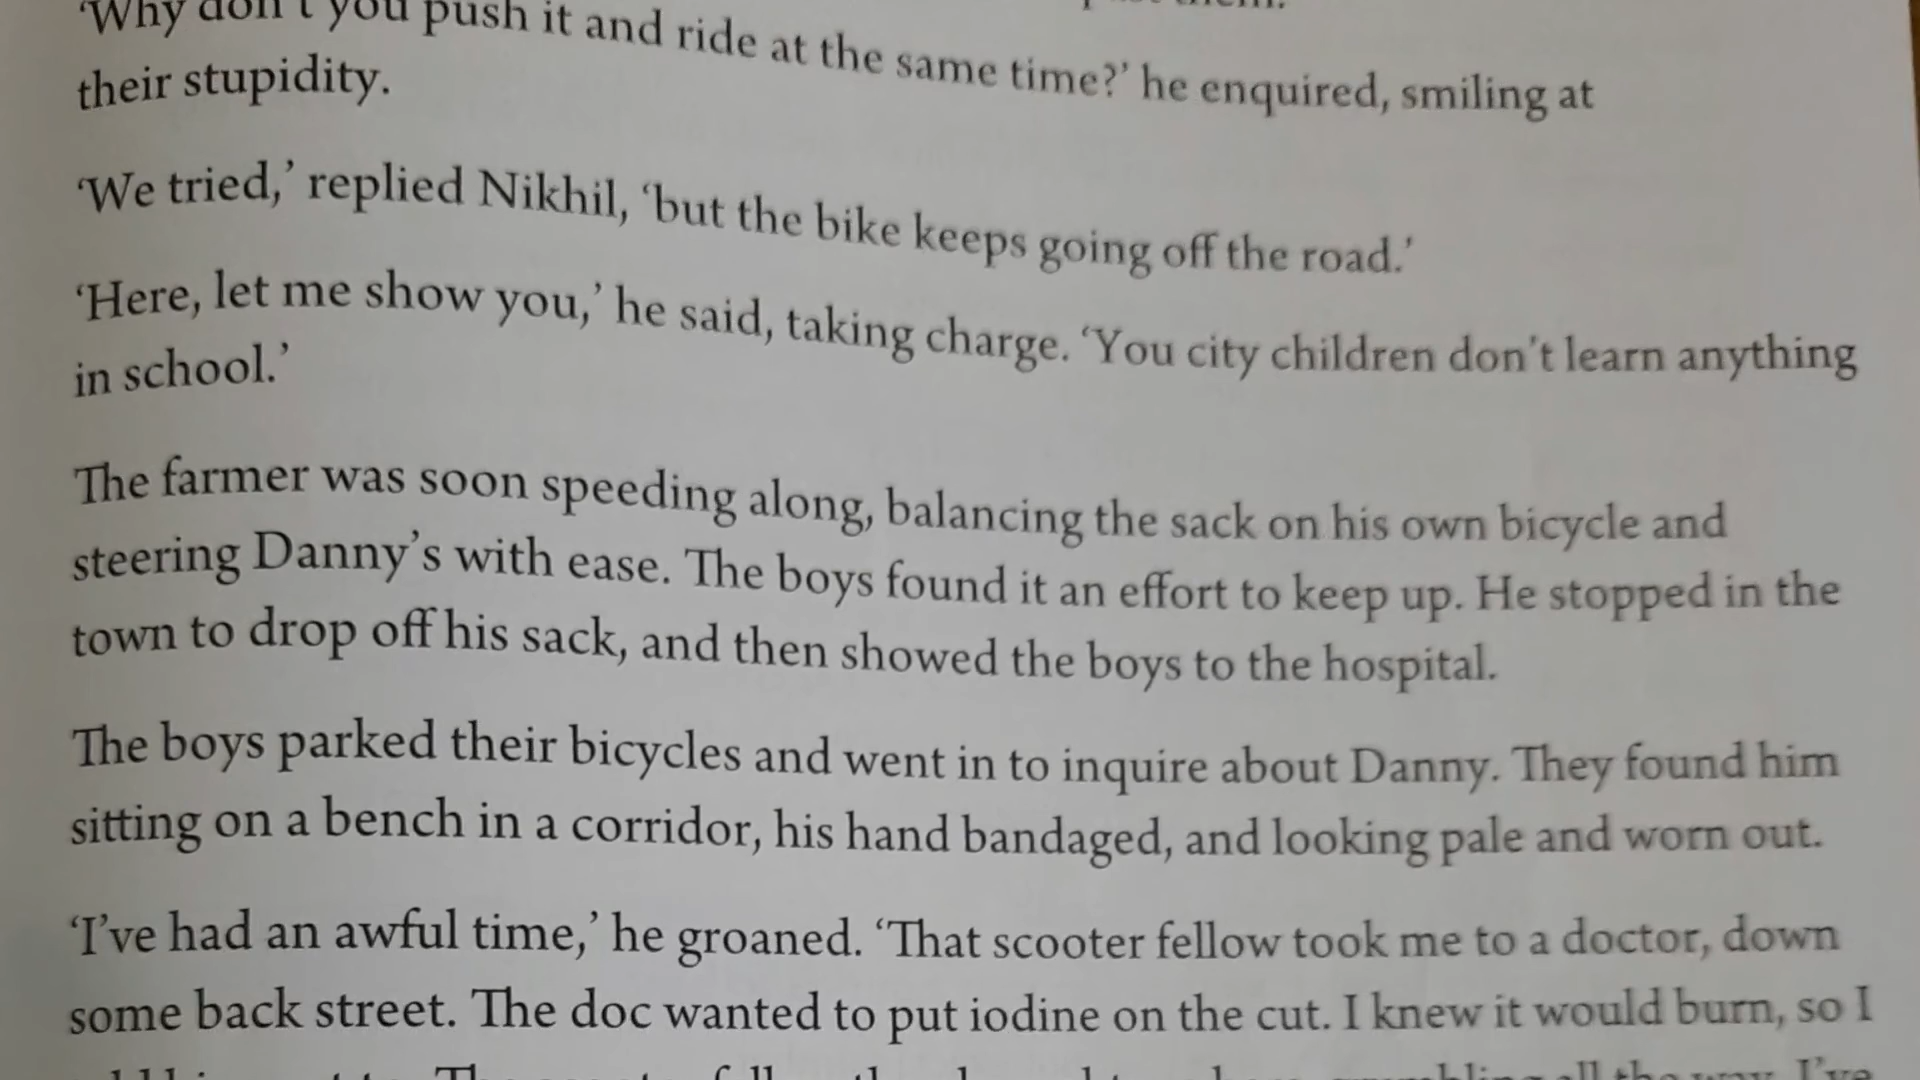 ‘Why don't you push it and ride at the same time?’ he enquired, smiling at
their stupidity.
‘We tried,’ replied Nikhil, ‘but the bike keeps going off the road.’
‘Here, let me show you,’ he said, taking charge. ‘You city children don't learn anything
in school.’
The farmer was soon speeding along, balancing the sack on his own bicycle and
steering Danny’s with ease. The boys found it an effort to keep up. He stopped in the
town to drop off his sack, and then showed the boys to the hospital.
The boys parked their bicycles and went in to inquire about Danny. They found him
sitting on a bench in a corridor, his hand bandaged, and looking pale and worn out.
‘I’ve had an awful time,’ he groaned. ‘That scooter fellow took me to a doctor, down
some back street. The doc wanted to put iodine on the cut. I knew it would burn, so I
all the way. I’ve